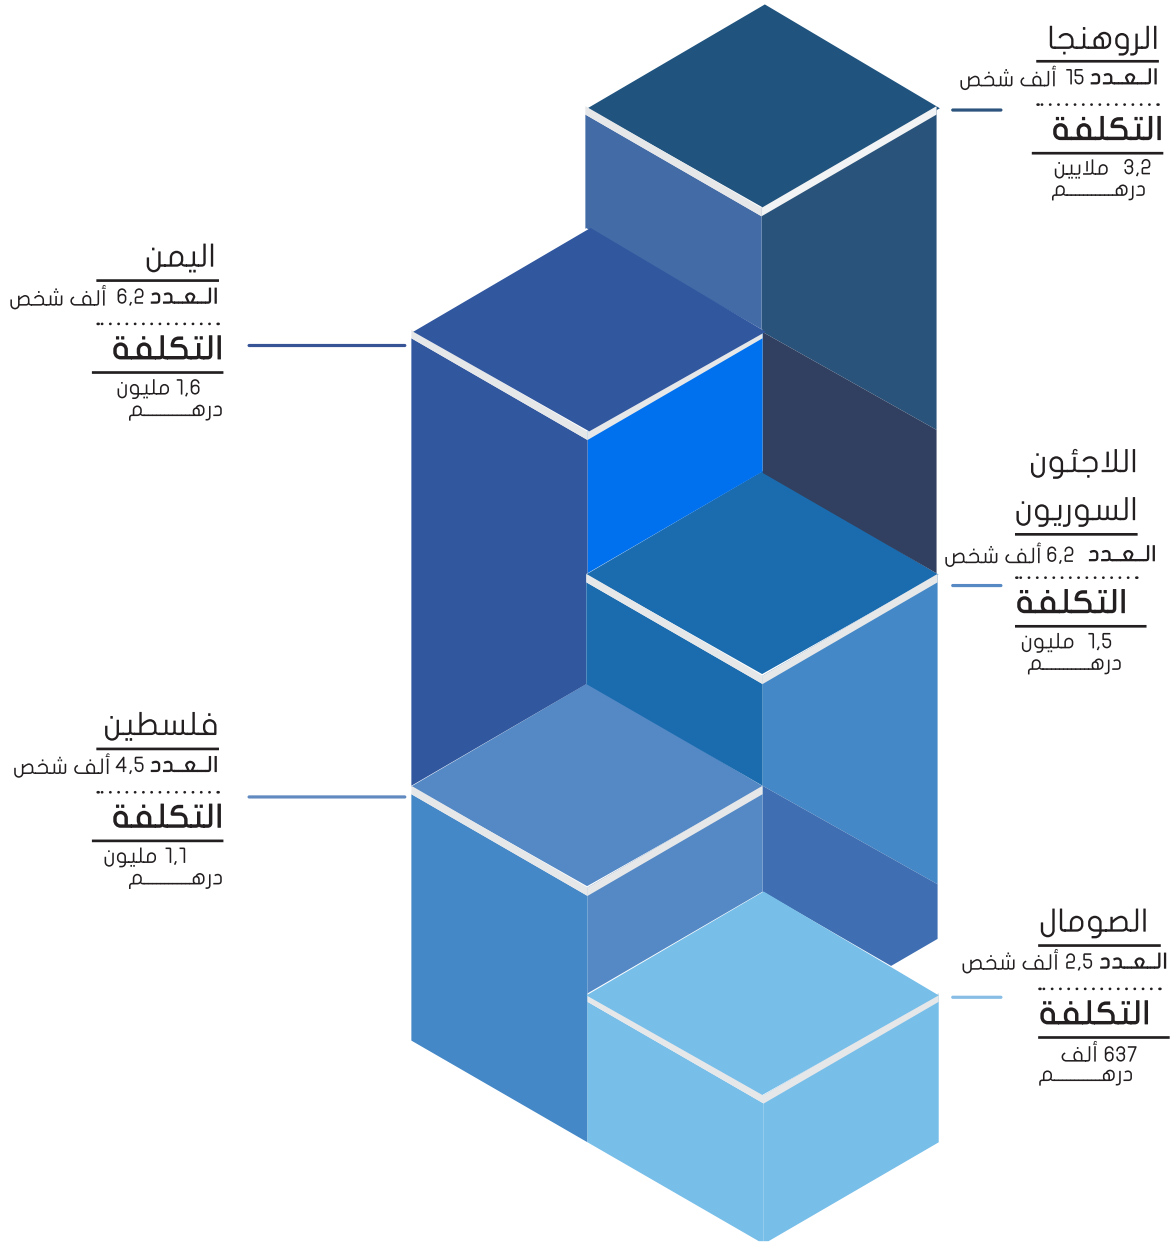 الروهنجا
العدد 15 ألف شخص
التكلفة
3,2 ملايين
درهم
اليمن
العدد 6,2 ألف شخص
التكلفة
1,6 مليون
درهم
اللاجئون
السوريون
العدد 6,2 ألف شخص
التكلفة
1,5 مليون
درهم
فلسطين
العدد 4,5 ألف شخص
التكلفة
1,1 مليون
درهم
الصومال
العدد 2,5 ألف شخص
التكلفة
637 ألف
درهم